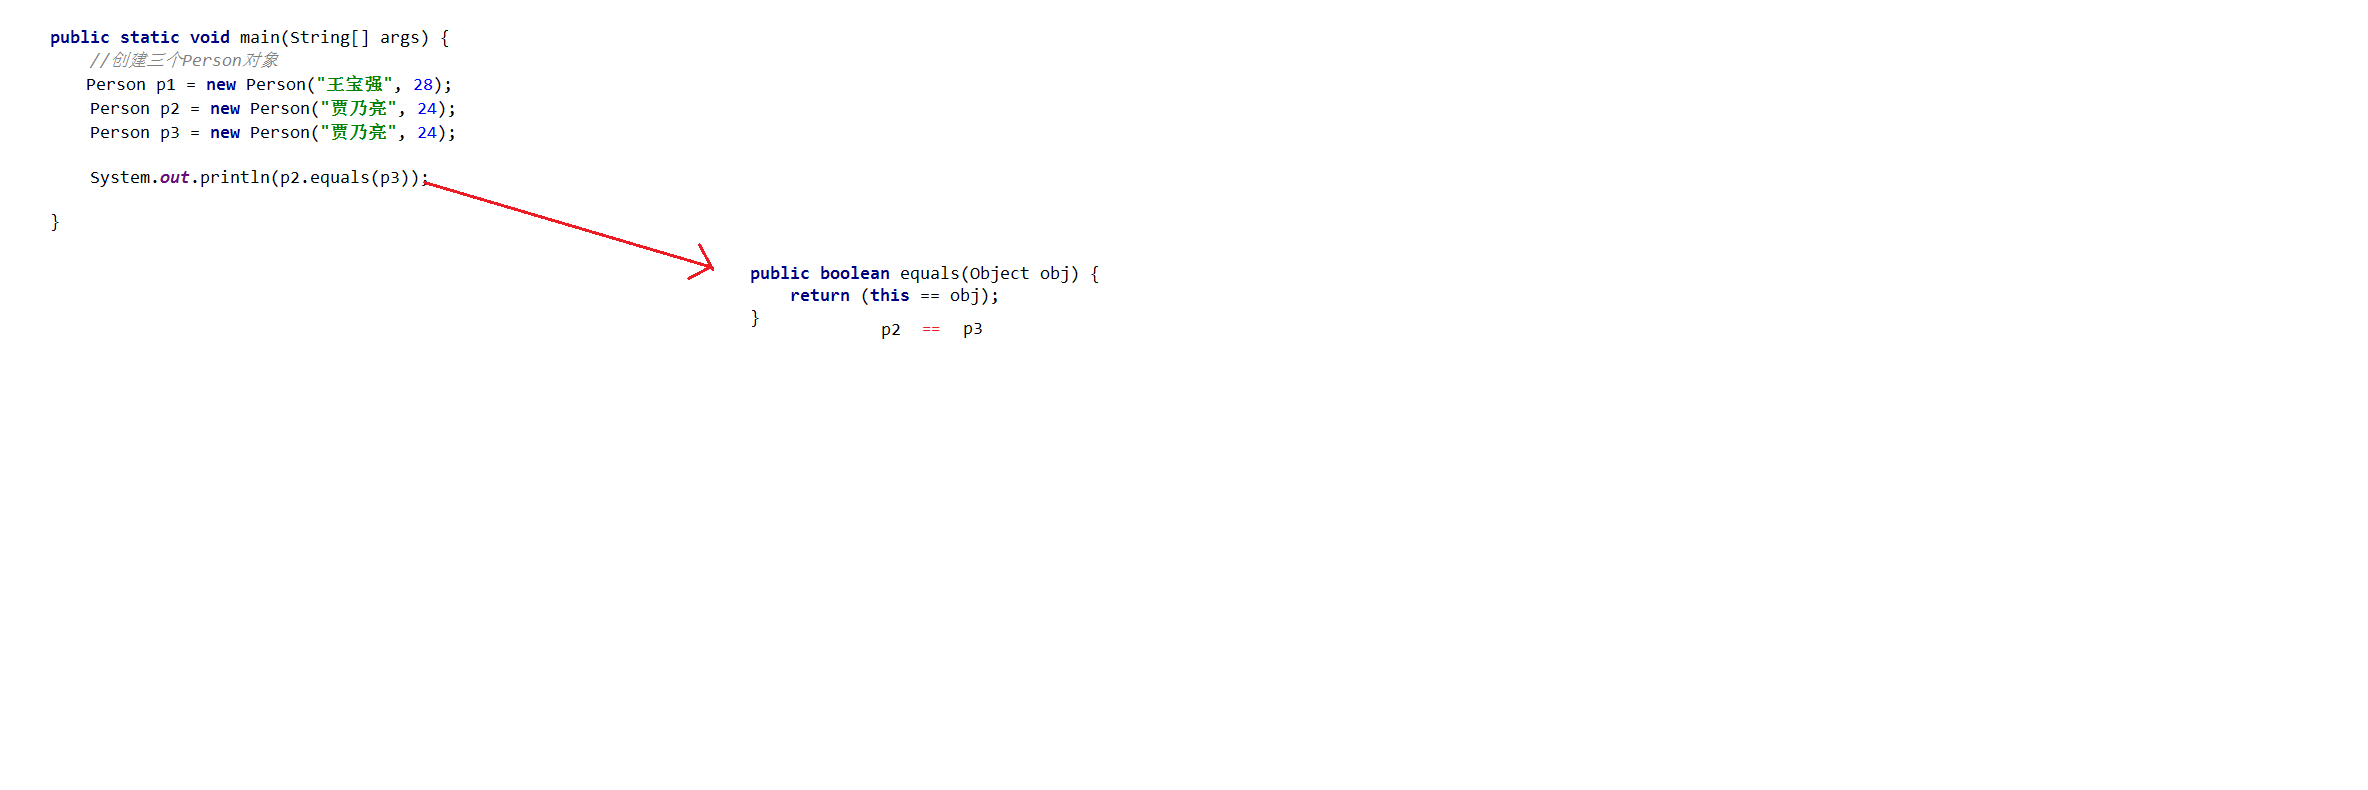 public static void main(String[] args) {
//创建三个Person对象
Person p1 = new Person("王宝强", 28);
Person p2 = new Person("贾乃亮", 24);
Person p3 = new Person("贾乃亮", 24);
System.out.println(p2.equals(p3));
}
public boolean equals(Object obj) {
return (this == obj);
}
p2 == p3